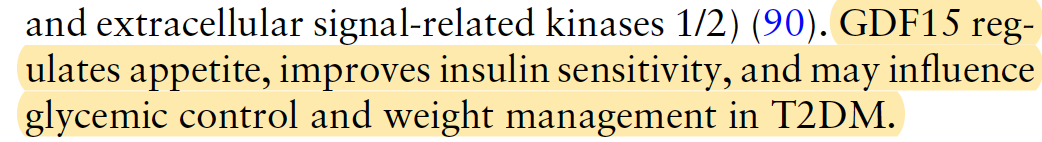 and extracellular signal-related kinases 1/2) (90). GDF15 reg-
ulates appetite, improves insulin sensitivity, and may influence
glycemic control and weight management in T2DM.